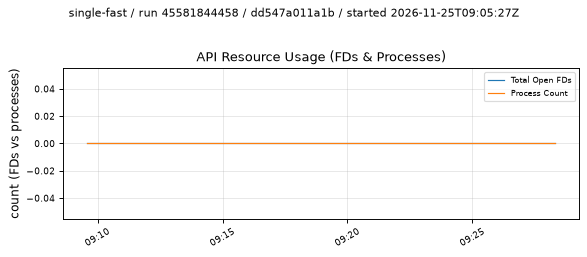 single-fast / run 45581844458 / dd547a011a1b / started 2026-11-25T09:05:27Z
API Resource Usage (FDs & Processes)
Total Open FDs
Process Count
count (FDs vs processes)
0.04
0.02
0.00
−0.02
−0.04
09:10
09:15
09:20
09:25